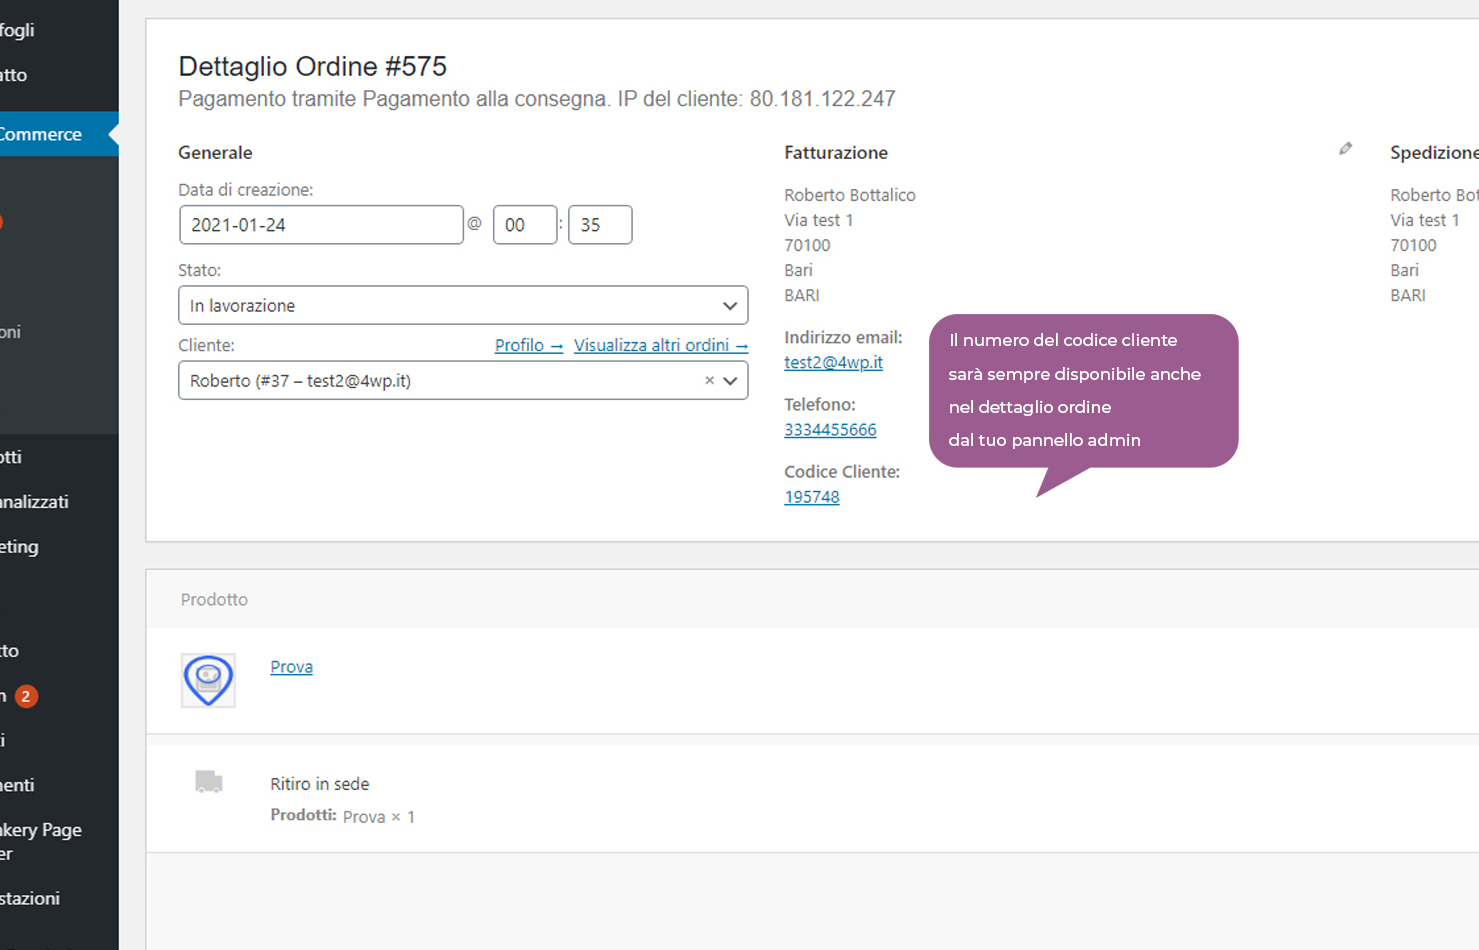 fogli
atto
Commerce
oni
otti
analizzati
eting
tto
n 2
i
enti
akery Page
er
stazioni
Dettaglio Ordine #575
Pagamento tramite Pagamento alla consegna. IP del cliente: 80.181.122.247
Generale
Data di creazione:
2021-01-24 @ 00 : 35
Stato:
In lavorazione
Cliente: Profilo → Visualizza altri ordini →
Roberto (#37 – test2@4wp.it) ×
Fatturazione
Roberto Bottalico
Via test 1
70100
Bari
BARI
Indirizzo email:
test2@4wp.it
Telefono:
3334455666
Codice Cliente:
195748
Il numero del codice cliente
sarà sempre disponibile anche
nel dettaglio ordine
dal tuo pannello admin
Spedizione
Roberto Bot
Via test 1
70100
Bari
BARI
Prodotto
Prova
Ritiro in sede
Prodotti: Prova × 1